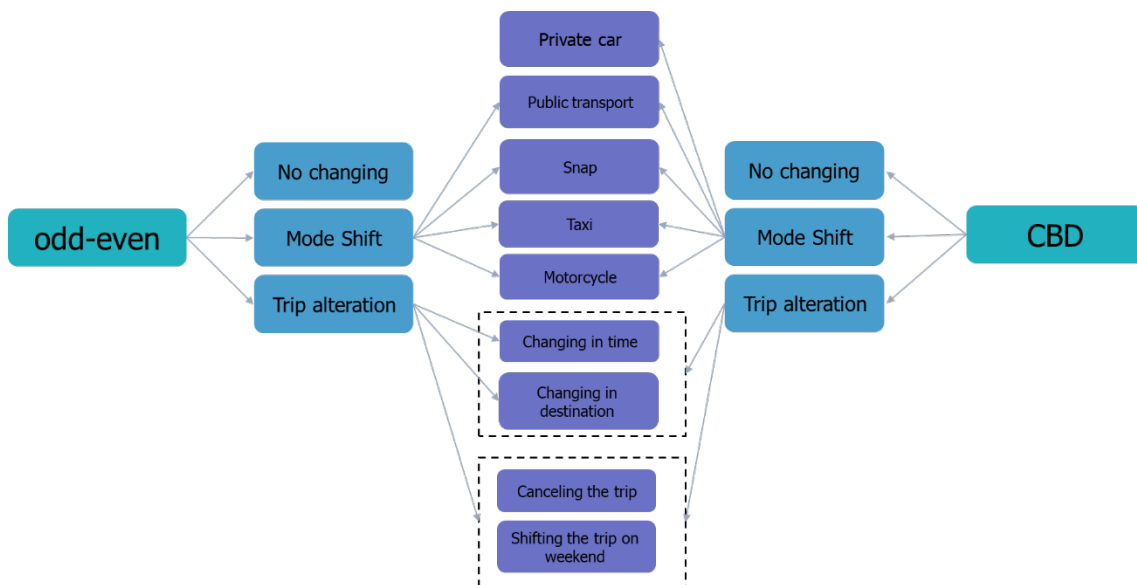 Private car
Public transport
No changing
Snap
No changing
odd-even
Mode Shift
Taxi
Mode Shift
CBD
Motorcycle
Trip alteration
Trip alteration
Changing in time
Changing in
destination
Canceling the trip
Shifting the trip on
weekend